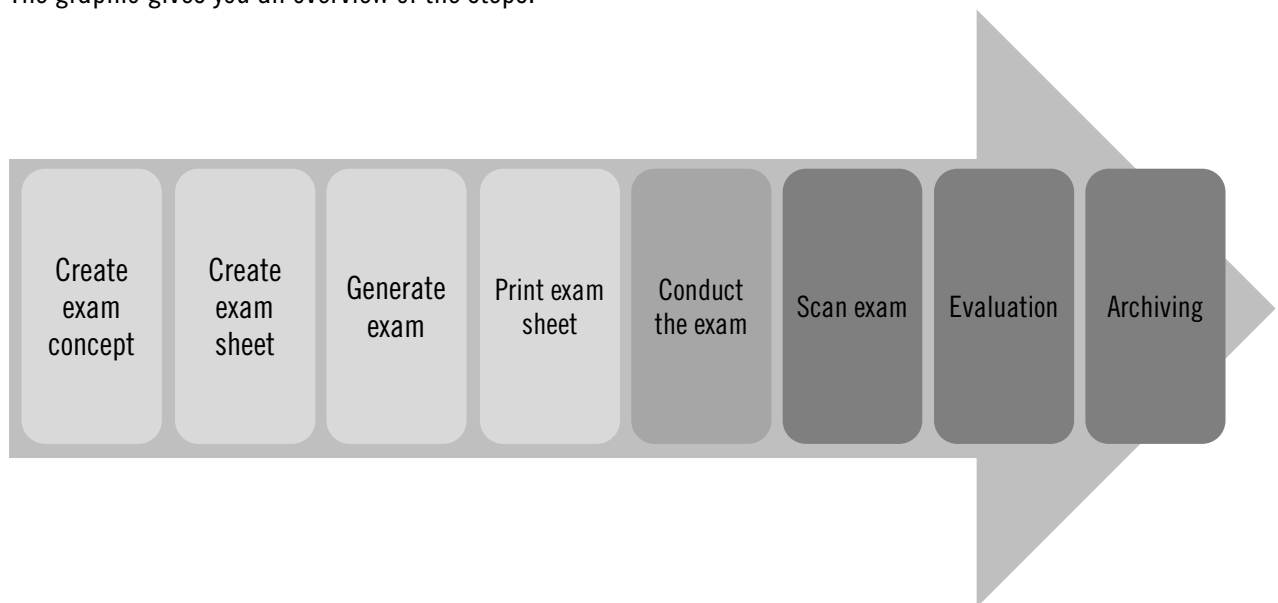 The graphic gives you an overview of the steps.
Create
exam
concept
Create
exam
sheet
Generate
exam
Print exam
sheet
Conduct
the exam
Scan exam
Evaluation
Archiving